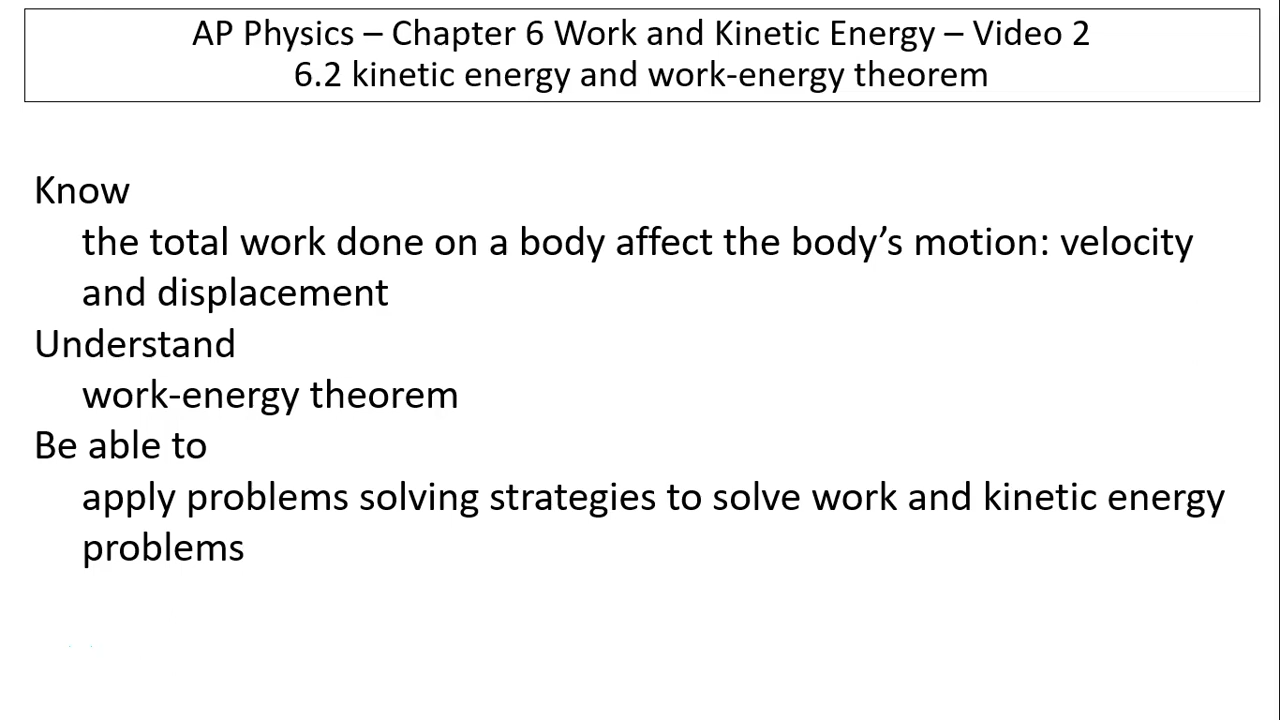 AP Physics – Chapter 6 Work and Kinetic Energy – Video 2
6.2 kinetic energy and work-energy theorem
Know
the total work done on a body affect the body’s motion: velocity
and displacement
Understand
work-energy theorem
Be able to
apply problems solving strategies to solve work and kinetic energy
problems